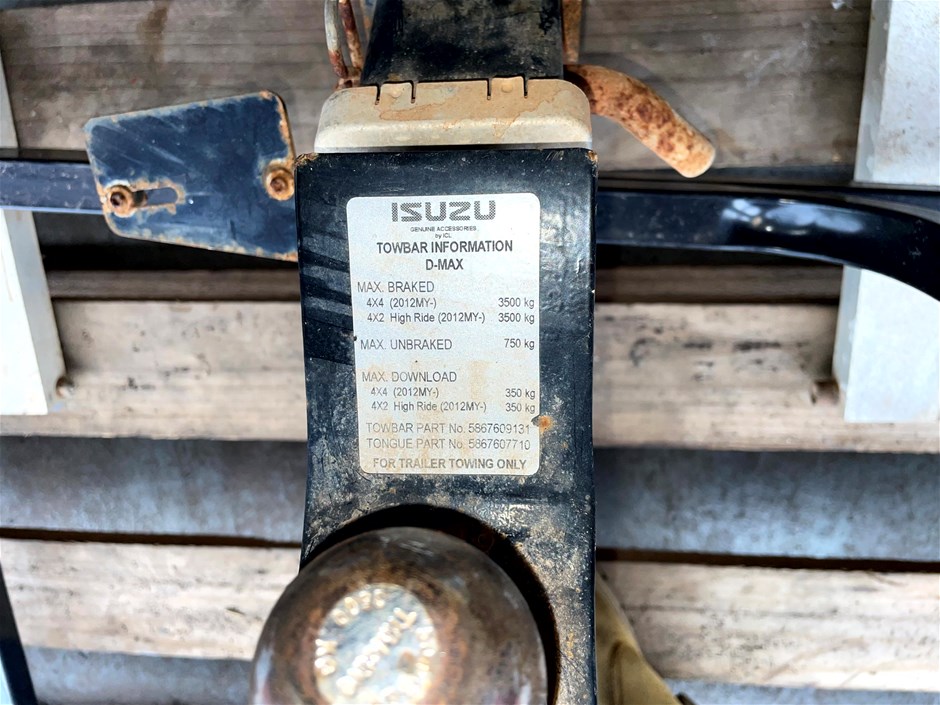 ISUZU
GENUINE ACCESSORIES
by ICL
TOWBAR INFORMATION
D-MAX
MAX. BRAKED
4X4 (2012MY-) 3500 kg
4X2 High Ride (2012MY-) 3500 kg
MAX. UNBRAKED 750 kg
MAX. DOWNLOAD
4X4 (2012MY-) 350 kg
4X2 High Ride (2012MY-) 350 kg
TOWBAR PART No. 5867609131
TONGUE PART No. 5867607710
FOR TRAILER TOWING ONLY